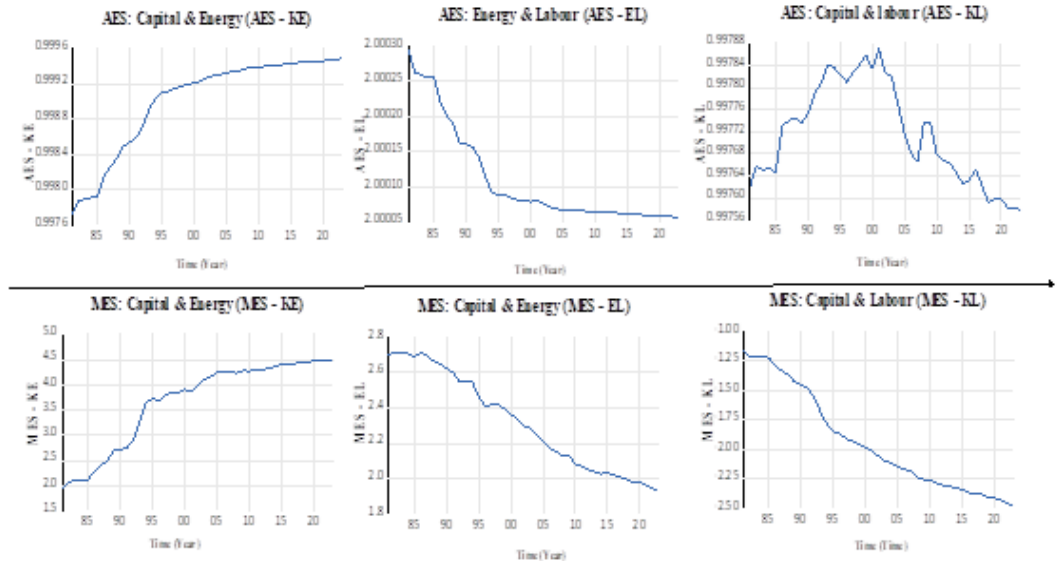 AES: Capital & Energy (AES - KE)
AES - KE
0.9996
0.9992
0.9988
0.9984
0.9980
0.9976
85 90 95 00 05 10 15 20
Time (Year)
AES: Energy & Labour (AES - EL)
AES - EL
2.00030
2.00025
2.00020
2.00015
2.00010
2.00005
85 90 95 00 05 10 15 20
Time (Year)
AES: Capital & labour (AES - KL)
AES - KL
0.99788
0.99784
0.99776
0.99772
0.99764
0.99760
0.99756
85 90 95 00 05 10 15 20
Time (Year)
MES: Capital & Energy (MES - KE)
MES - KE
5.0
4.5
4.0
3.5
3.0
2.5
2.0
1.5
85 90 95 00 05 10 15 20
Time (Year)
MES: Capital & Energy (MES - EL)
MES - EL
2.8
2.6
2.4
2.2
2.0
1.8
85 90 95 00 05 10 15 20
Time (Year)
MES: Capital & Labour (MES - KL)
MES - KL
-1.00
-1.25
-1.50
-1.75
-2.00
-2.25
-2.50
85 90 95 00 05 10 15 20
Time (Time)